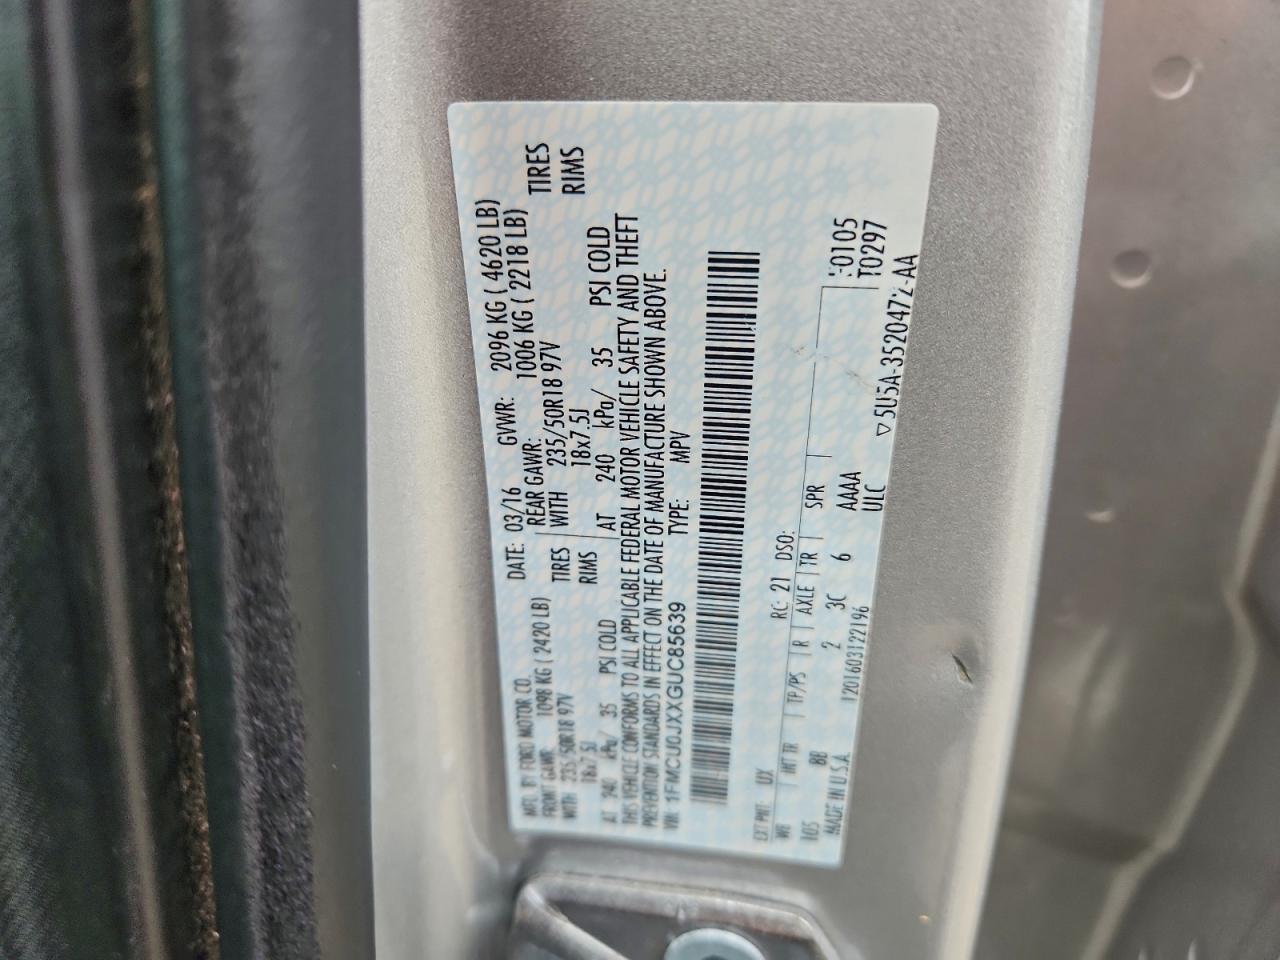 MFD. BY FORD MOTOR CO.
DATE: 03/16 GVWR: 2096 KG ( 4620 LB)
FRONT GAWR: 1098 KG ( 2420 LB) REAR GAWR: 1006 KG ( 2218 LB)
WITH 235/50R18 97V TIRES WITH 235/50R18 97V TIRES
18x7.5J RIMS 18x7.5J RIMS
AT 240 kPa/ 35 PSI COLD AT 240 kPa/ 35 PSI COLD
THIS VEHICLE CONFORMS TO ALL APPLICABLE FEDERAL MOTOR VEHICLE SAFETY AND THEFT
PREVENTION STANDARDS IN EFFECT ON THE DATE OF MANUFACTURE SHOWN ABOVE.
VIN: 1FMCU0JXXGUC85639 TYPE: MPV
EXT PNT: UX RC: 21 DSO:
WB INT TR TP/PS R AXLE TR SPR
105 BB 2 3C 6 AAAA
0105
T0297
MADE IN U.S.A. 1201603122196 ULC
5U5A-3520472-AA